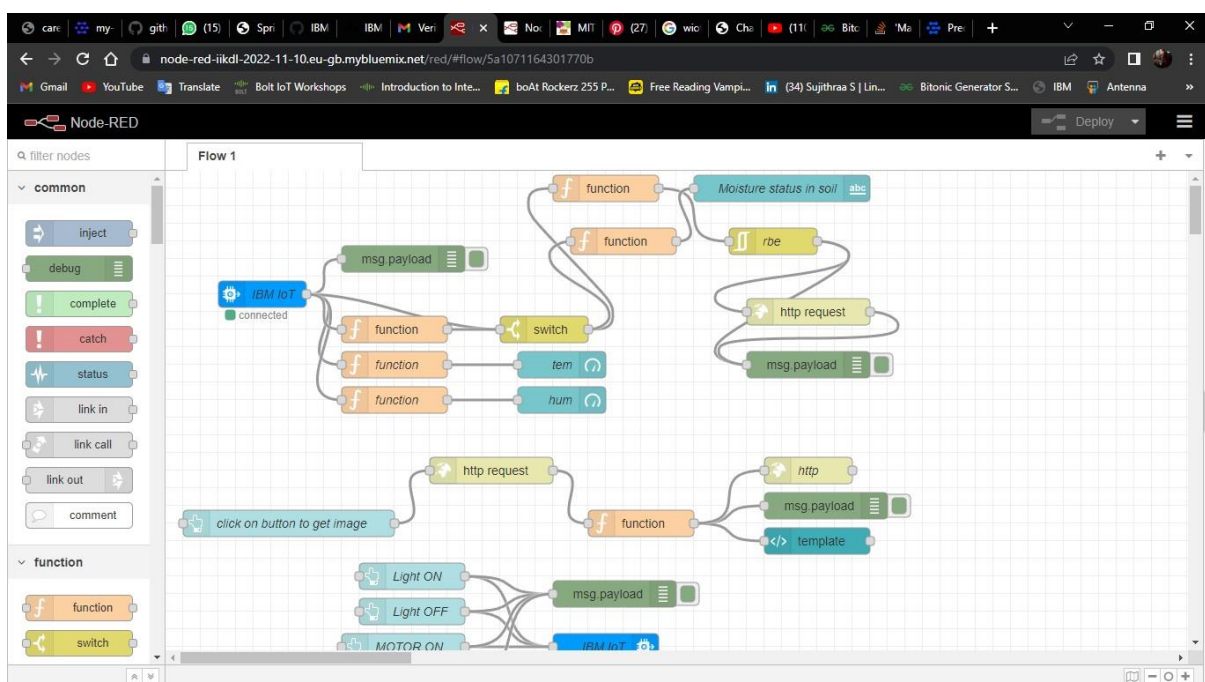 care my- gith (15) Spri IBM IBM Veri Noc MIT (27) wio Cha (11( Bitc 'Ma Prec
node-red-iikdl-2022-11-10.eu-gb.mybluemix.net/red/#flow/5a1071164301770b
Gmail YouTube Translate Bolt IoT Workshops Introduction to Inte... boAt Rockerz 255 P... Free Reading Vampi... (34) Sujithraa S | Lin... Bitonic Generator S... IBM Antenna »
Node-RED Deploy
filter nodes Flow 1
common
inject
debug
complete
catch
status
link in
link call
link out
comment
function
function
switch
function Moisture status in soil abc
function rbe
msg.payload
IBM IoT
connected
http request
function switch
function tem msg.payload
function hum
http request http
msg.payload
click on button to get image function
template
Light ON
msg.payload
Light OFF
MOTOR ON IBM IoT